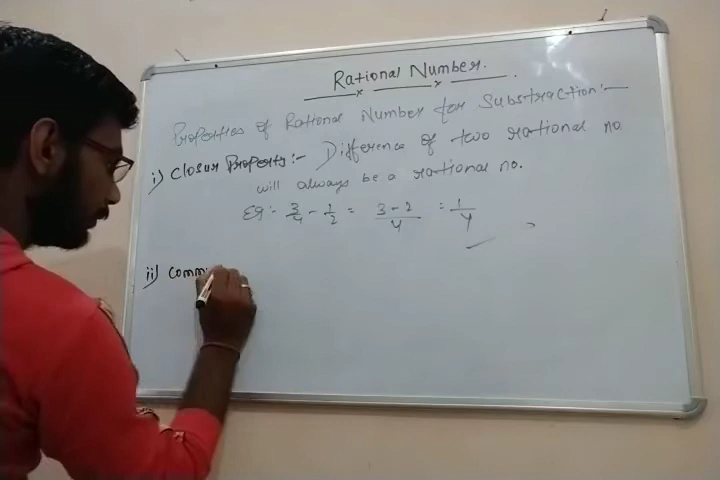 Rational Number.
Properties of Rational Number for Substraction:-
i) Closure Property:- Difference of two rational no.
will always be a rational no.
Eg:- 3/4 - 1/2 = 3-2/4 = 1/4
ii) Comm